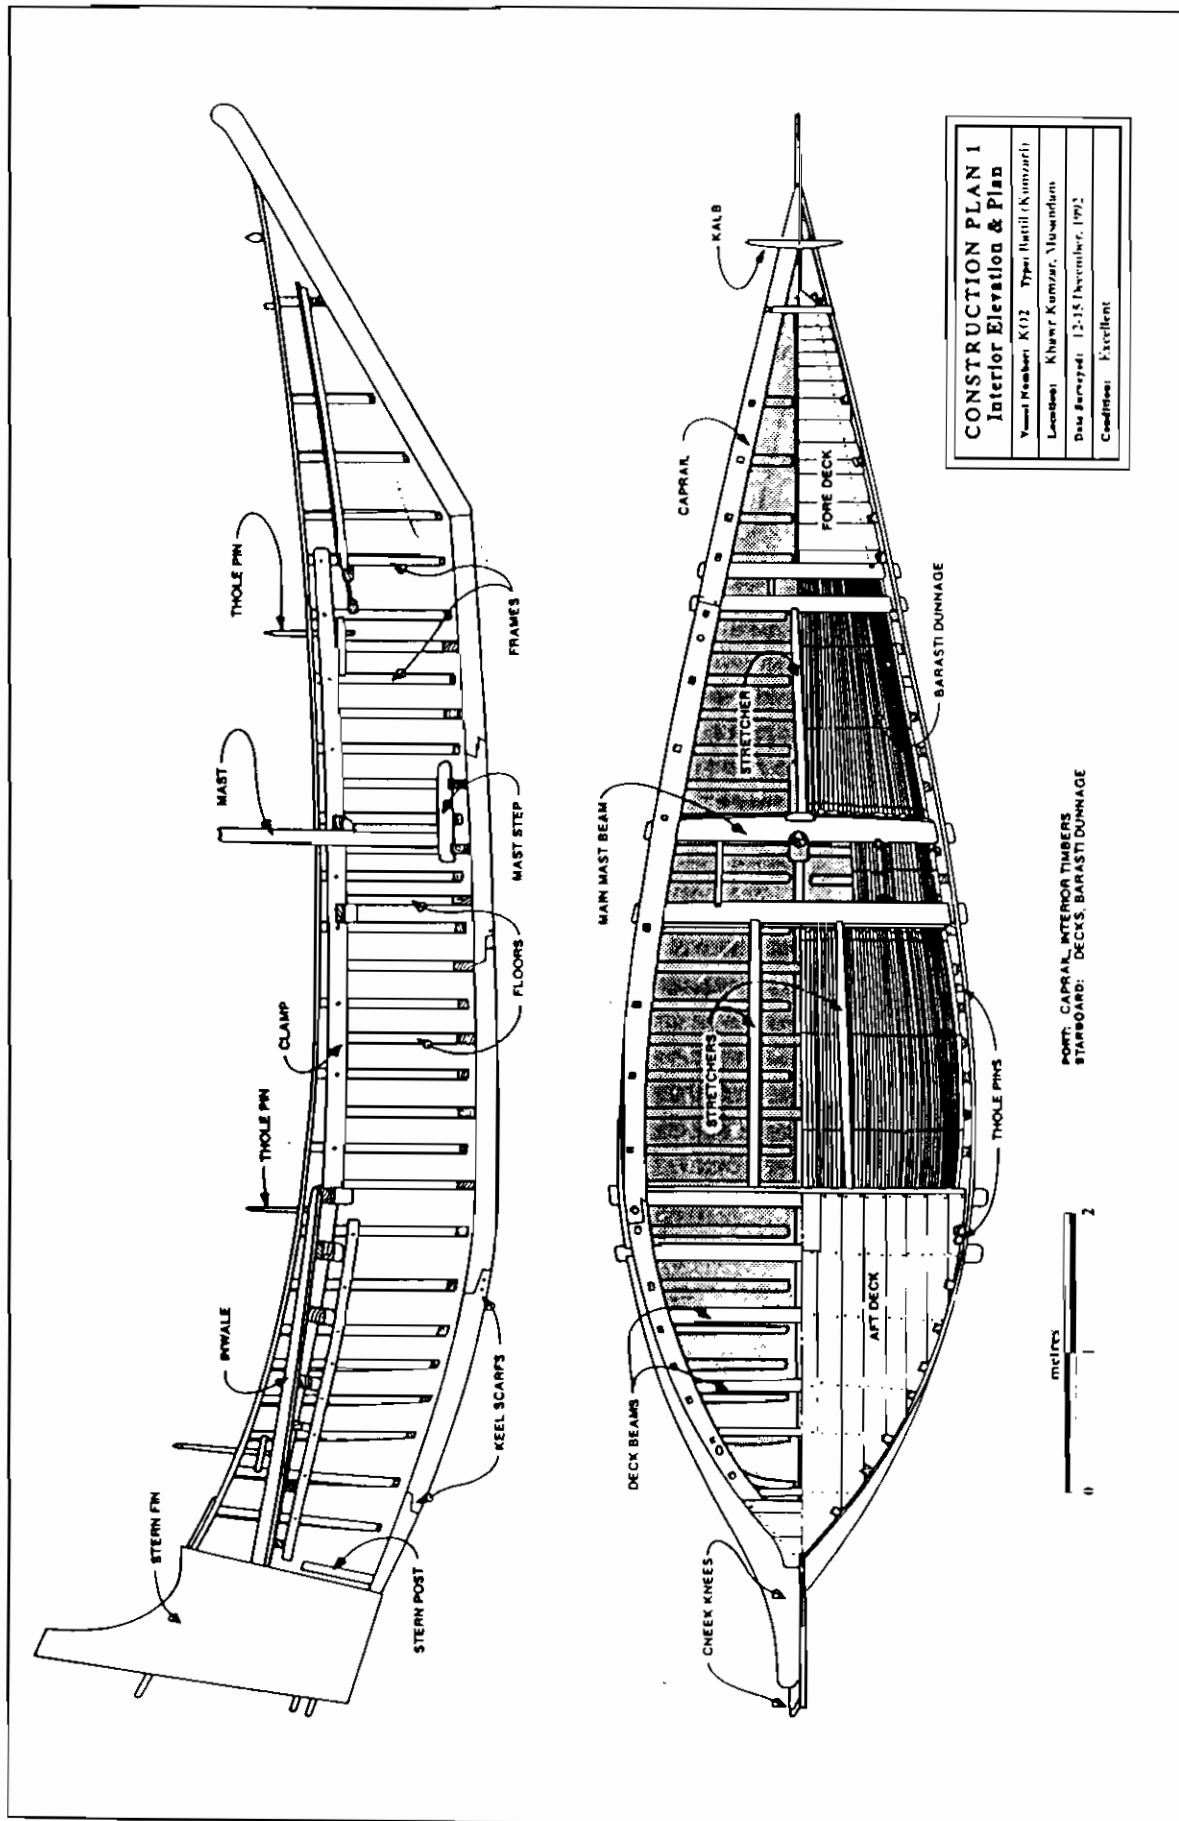 STERN FIN
INWALE
THOLE PIN
CLAMP
MAST
THOLE PIN
STERN POST
KEEL SCARFS
FLOORS
MAST STEP
FRAMES
CHEEK KNEES
DECK BEAMS
MAIN MAST BEAM
CAPRAIL
KALB
STRETCHERS
STRETCHER
FORE DECK
AFT DECK
THOLE PINS
BARASTI DUNNAGE
metres
0 1 2
PORT: CAPRAIL, INTERIOR TIMBERS
STARBOARD: DECKS, BARASTI DUNNAGE
CONSTRUCTION PLAN 1
Interior Elevation & Plan
Vessel Number: K02 Type: Battil (Kumzari)
Location: Khawr Kumzar, Musandam
Date Surveyed: 12-15 December, 1992
Condition: Excellent